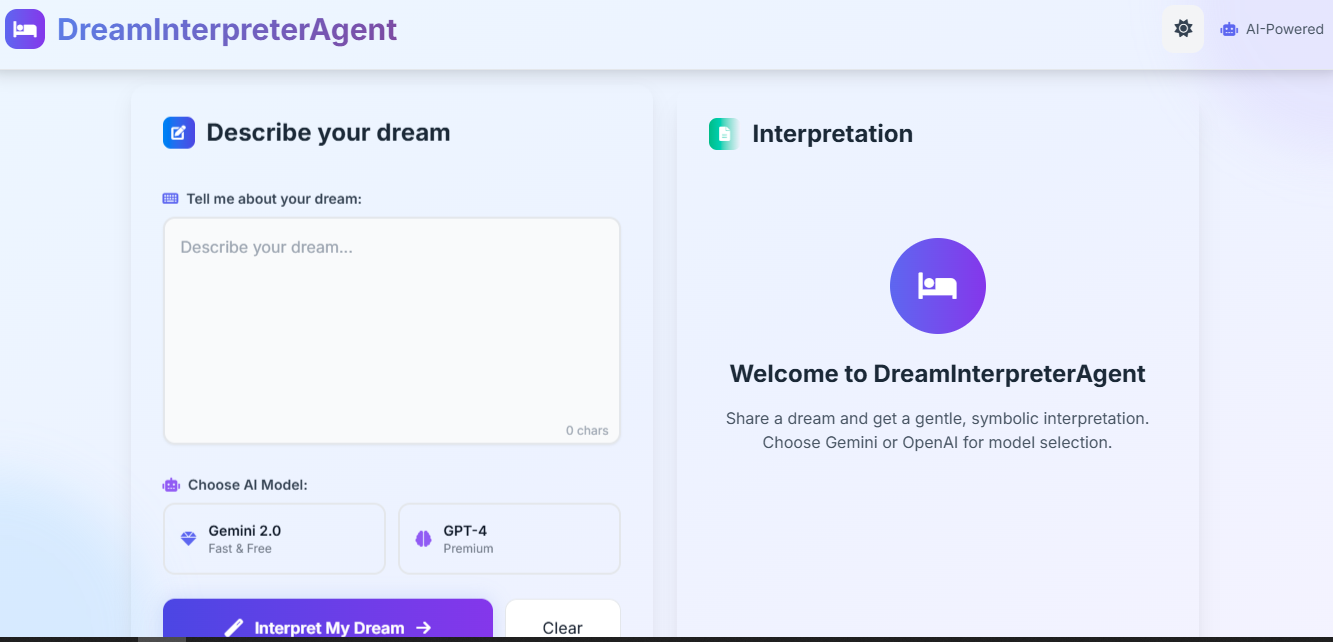 DreamInterpreterAgent
AI-Powered
Describe your dream
Tell me about your dream:
Describe your dream...
0 chars
Choose AI Model:
Gemini 2.0
Fast & Free
GPT-4
Premium
Interpret My Dream
Clear
Interpretation
Welcome to DreamInterpreterAgent
Share a dream and get a gentle, symbolic interpretation.
Choose Gemini or OpenAI for model selection.